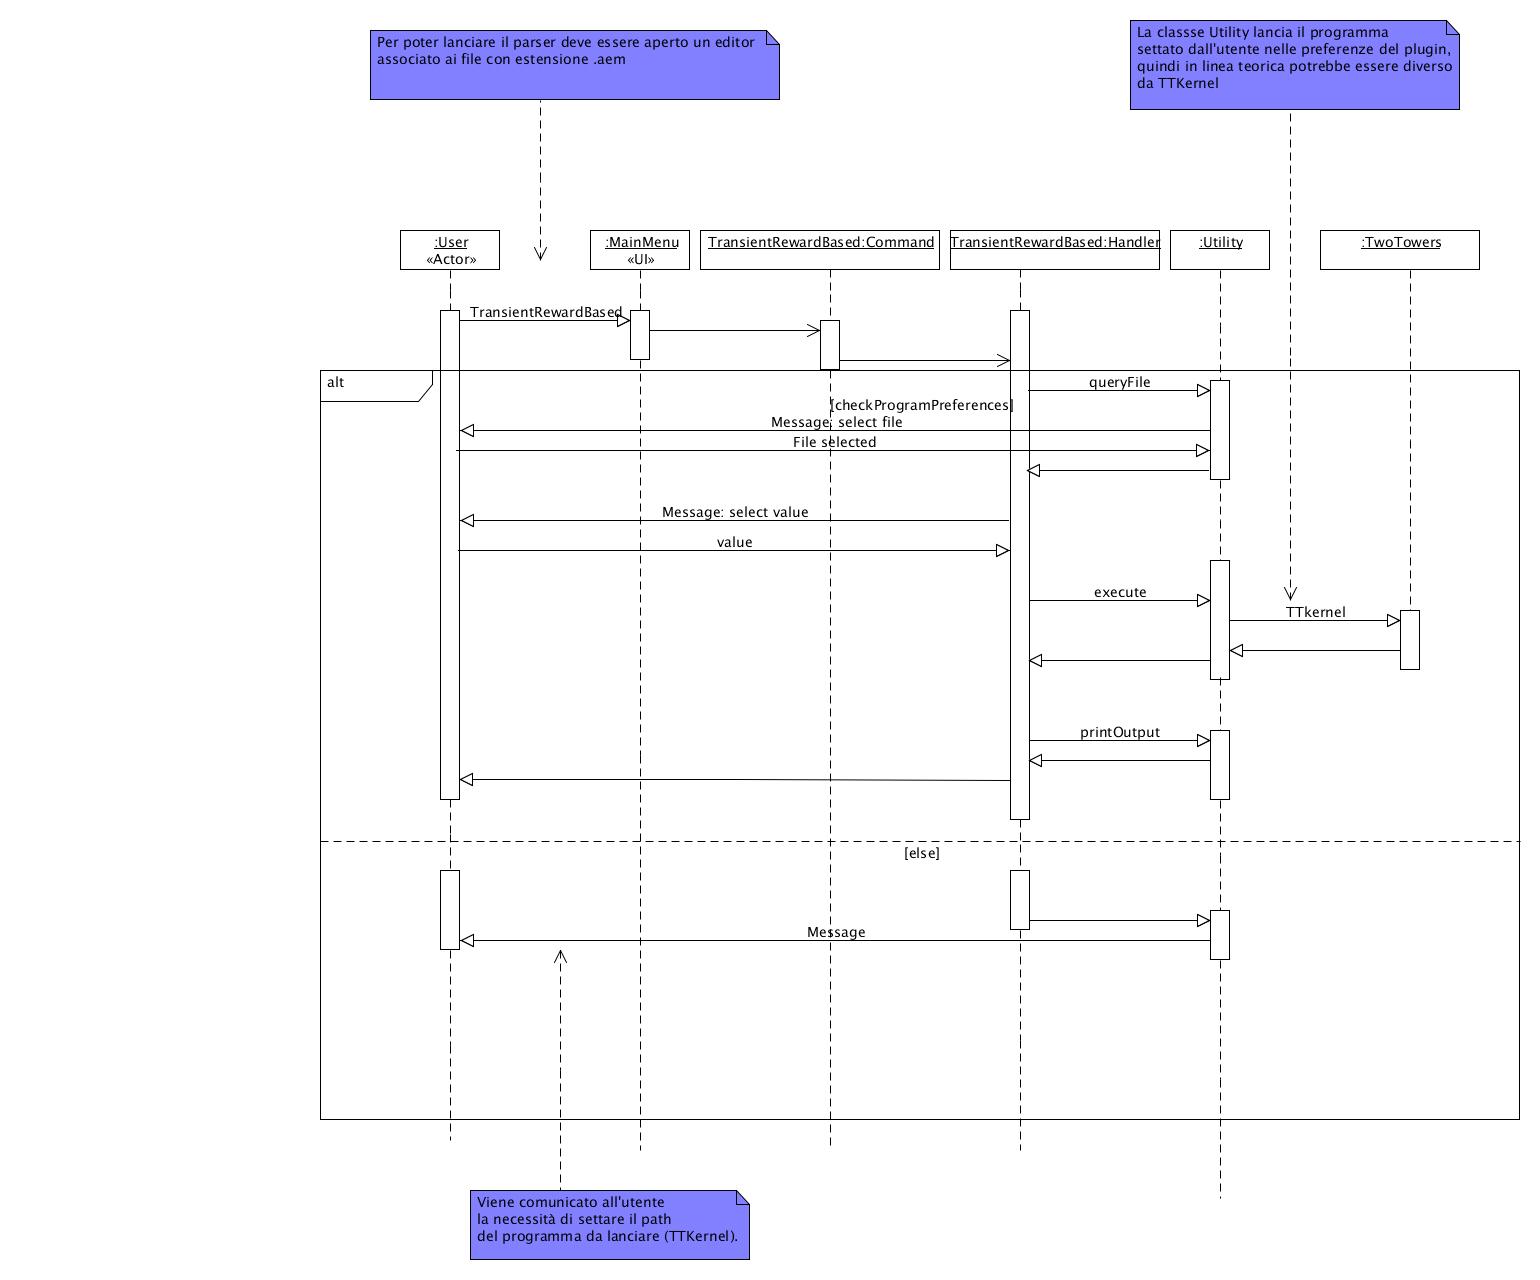 Per poter lanciare il parser deve essere aperto un editor
associato ai file con estensione .aem
La classse Utility lancia il programma
settato dall'utente nelle preferenze del plugin,
quindi in linea teorica potrebbe essere diverso
da TTKernel
:User
«Actor»
:MainMenu
«UI»
TransientRewardBased:Command
TransientRewardBased:Handler
:Utility
:TwoTowers
TransientRewardBased
alt
queryFile
[checkProgramPreferences]
Message: select file
File selected
Message: select value
value
execute
TTkernel
printOutput
[else]
Message
Viene comunicato all'utente
la necessità di settare il path
del programma da lanciare (TTKernel).